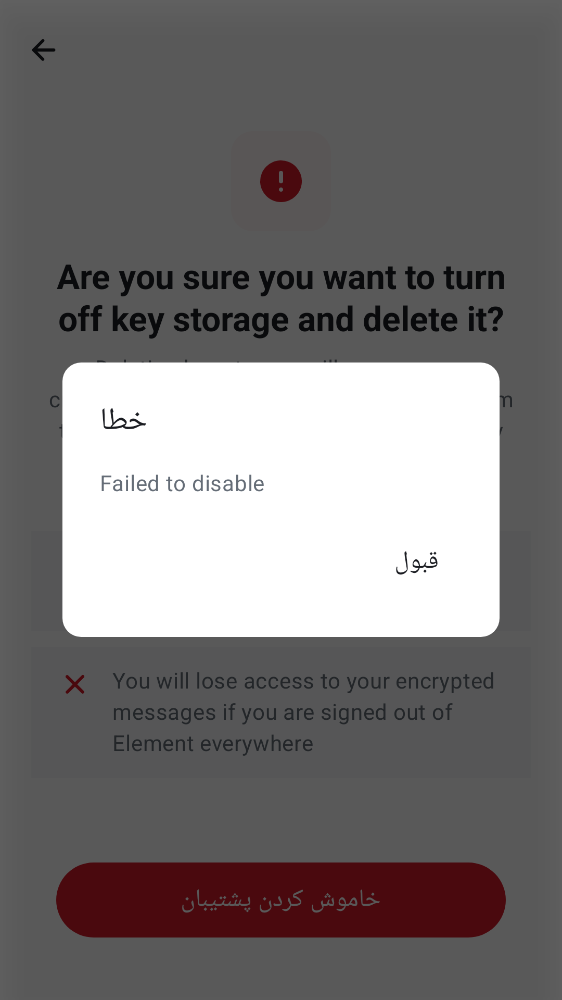 Are you sure you want to turn
off key storage and delete it?
خطا
Failed to disable
قبول
You will lose access to your encrypted
messages if you are signed out of
Element everywhere
خاموش کردن پشتیبان